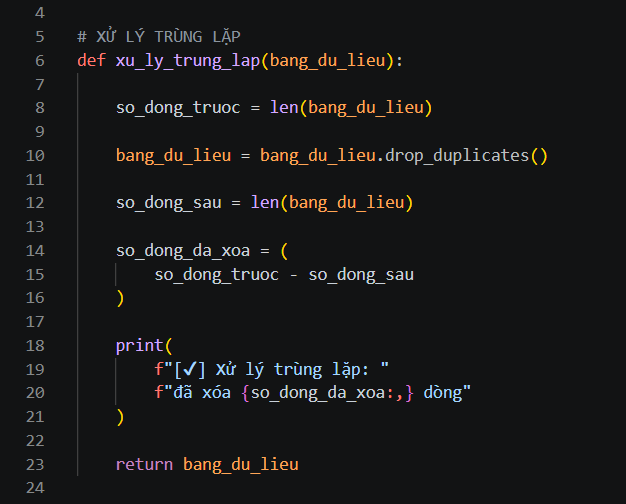 4
5 # XỬ LÝ TRÙNG LẶP
6 def xu_ly_trung_lap(bang_du_lieu):
7
8     so_dong_truoc = len(bang_du_lieu)
9
10     bang_du_lieu = bang_du_lieu.drop_duplicates()
11
12     so_dong_sau = len(bang_du_lieu)
13
14     so_dong_da_xoa = (
15         so_dong_truoc - so_dong_sau
16     )
17
18     print(
19         f"[✔] Xử lý trùng lặp: "
20         f"đã xóa {so_dong_da_xoa:,} dòng"
21     )
22
23     return bang_du_lieu
24